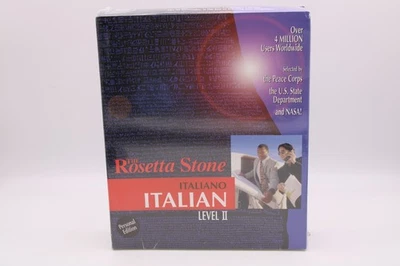 Over
4 MILLION
Users Worldwide
Selected by
the Peace Corps
the U.S. State
Department
and NASA!
THE
Rosetta Stone
ITALIANO
ITALIAN
LEVEL II
Personal
Edition